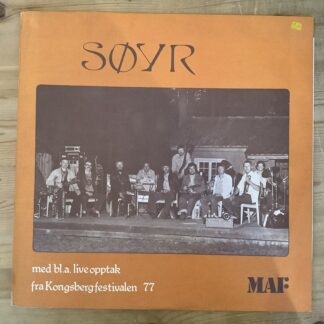 SØYR
med bl.a. live opptak
fra Kongsbergfestivalen 77
MAF